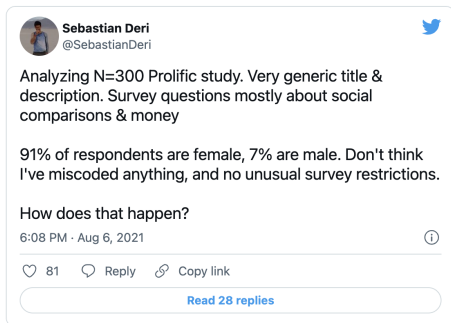 Sebastian Deri
@SebastianDeri
Analyzing N=300 Prolific study. Very generic title &
description. Survey questions mostly about social
comparisons & money
91% of respondents are female, 7% are male. Don't think
I've miscoded anything, and no unusual survey restrictions.
How does that happen?
6:08 PM · Aug 6, 2021
81 Reply Copy link
Read 28 replies